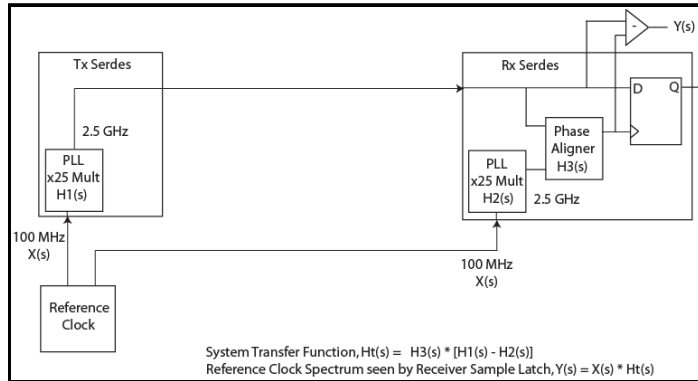 Y(s)
-
Tx Serdes
Rx Serdes
D
Q
2.5 GHz
Phase
Aligner
H3(s)
PLL
x25 Mult
H1(s)
PLL
x25 Mult
H2(s)
2.5 GHz
100 MHz
X(s)
100 MHz
X(s)
Reference
Clock
System Transfer Function, Ht(s) = H3(s) * [H1(s) - H2(s)]
Reference Clock Spectrum seen by Receiver Sample Latch, Y(s) = X(s) * Ht(s)